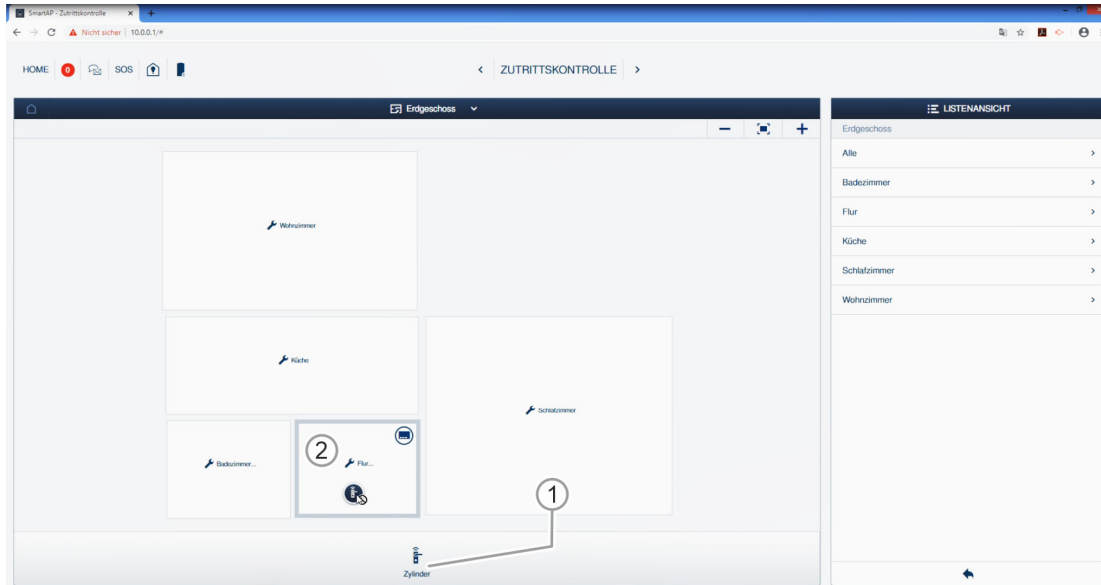 SmartAP - Zutrittskontrolle
Nicht sicher | 10.0.0.1/#
HOME 0 SOS ZUTRITTSKONTROLLE
Erdgeschoss
LISTENANSICHT
Erdgeschoss
Alle
Badezimmer
Flur
Küche
Schlafzimmer
Wohnzimmer
Wohnzimmer
Küche
Schlafzimmer
Badezimmer...
2
Flur...
1
Zylinder